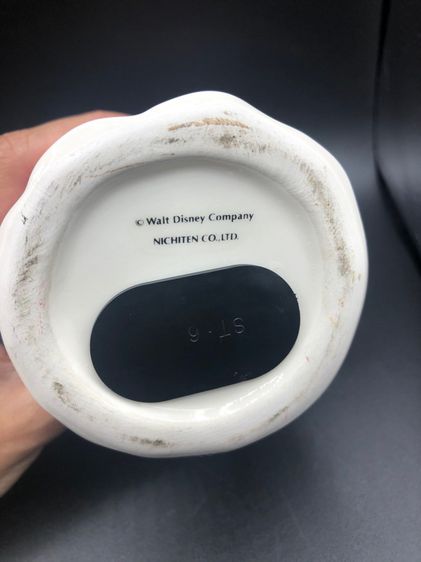 © Walt Disney Company
NICHITEN CO.,LTD.
ST·6